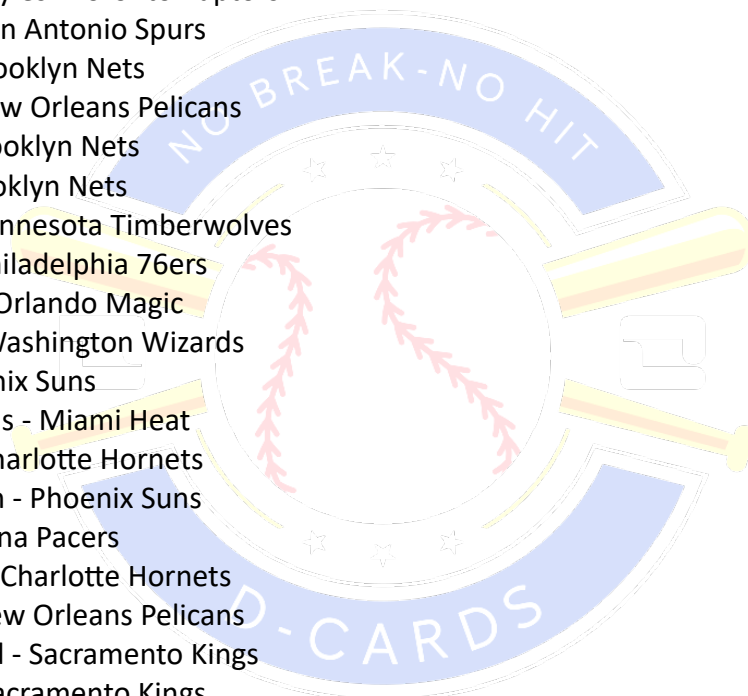 n Antonio Spurs
ooklyn Nets
w Orleans Pelicans
ooklyn Nets
oklyn Nets
nnesota Timberwolves
iladelphia 76ers
Orlando Magic
Washington Wizards
nix Suns
s - Miami Heat
harlotte Hornets
n - Phoenix Suns
na Pacers
Charlotte Hornets
ew Orleans Pelicans
l - Sacramento Kings
acramento Kings
NO BREAK-NO HIT
D-CARDS